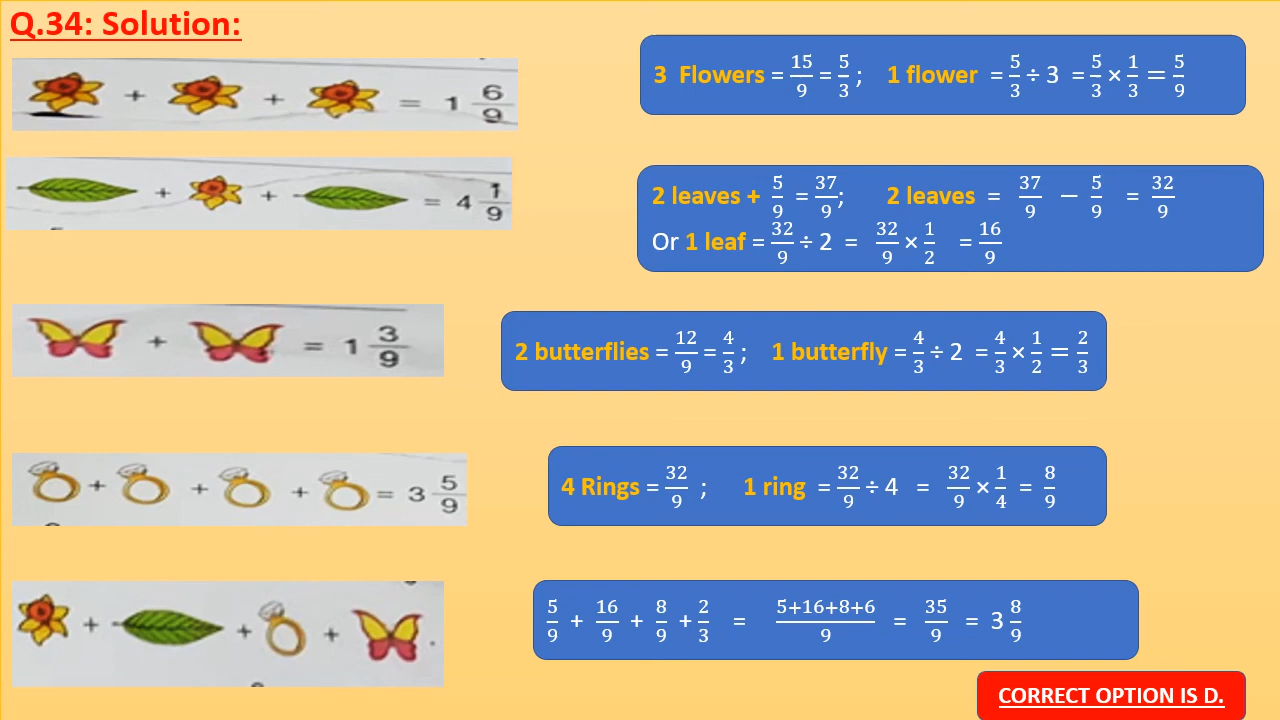 Q.34: Solution:
+ + = 1 6/9
3 Flowers = 15/9 = 5/3 ; 1 flower = 5/3 ÷ 3 = 5/3 × 1/3 = 5/9
+ + = 4 1/9
2 leaves + 5/9 = 37/9; 2 leaves = 37/9 − 5/9 = 32/9
Or 1 leaf = 32/9 ÷ 2 = 32/9 × 1/2 = 16/9
+ = 1 3/9
2 butterflies = 12/9 = 4/3 ; 1 butterfly = 4/3 ÷ 2 = 4/3 × 1/2 = 2/3
+ + + = 3 5/9
4 Rings = 32/9 ; 1 ring = 32/9 ÷ 4 = 32/9 × 1/4 = 8/9
+ + + .
5/9 + 16/9 + 8/9 + 2/3 = 5+16+8+6/9 = 35/9 = 3 8/9
CORRECT OPTION IS D.